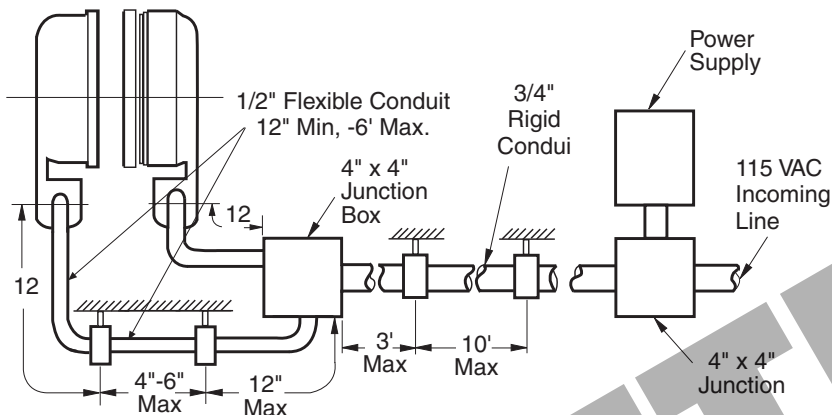 Power
Supply
1/2" Flexible Conduit
12" Min, -6' Max.
3/4"
Rigid
Condui
4" x 4"
Junction
Box
115 VAC
Incoming
Line
12
12
3'
Max
10'
Max
4"-6"
Max
12"
Max
4" x 4"
Junction